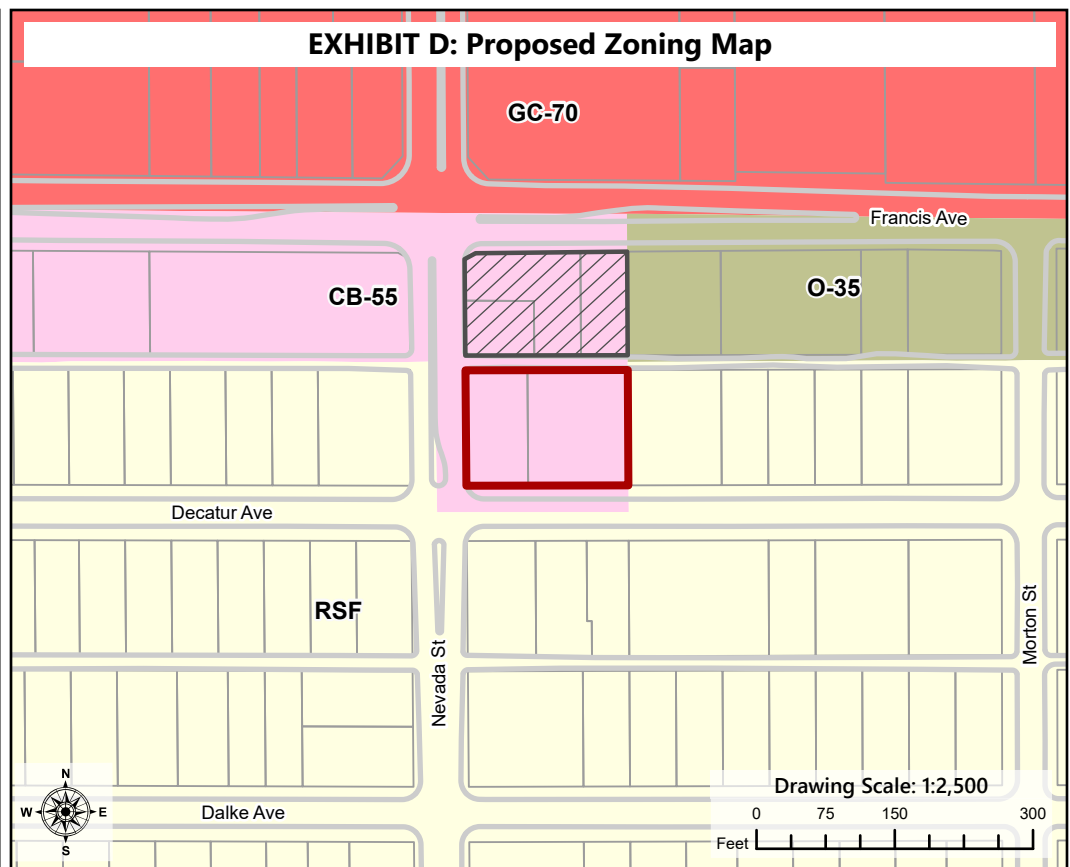 EXHIBIT D: Proposed Zoning Map
GC-70
Francis Ave
CB-55
O-35
Decatur Ave
RSF
Nevada St
Morton St
Dalke Ave
N
W E
S
Drawing Scale: 1:2,500
0 75 150 300
Feet